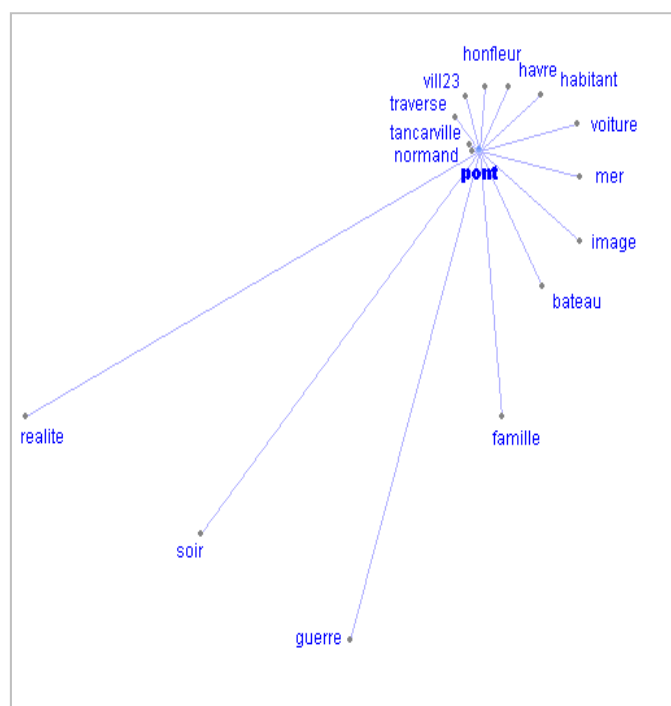 honfleur
havre
vill23
habitant
traverse
voiture
tancarville
normand
pont
mer
image
bateau
realite
famille
soir
guerre